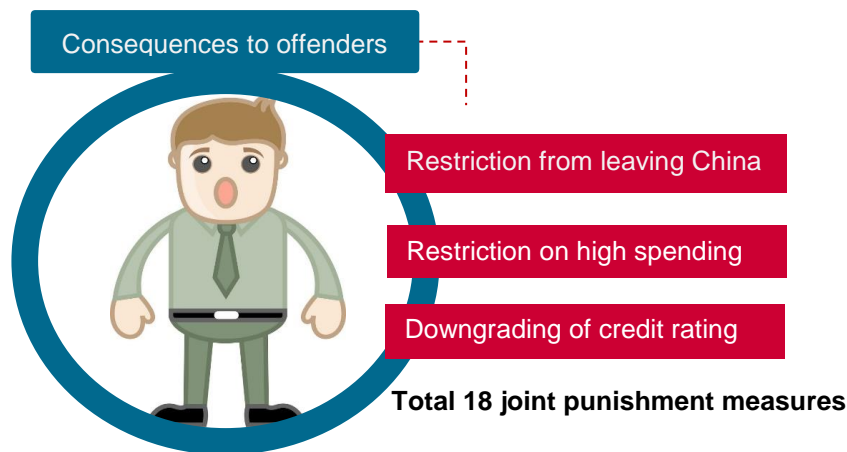 Consequences to offenders
Restriction from leaving China
Restriction on high spending
Downgrading of credit rating
Total 18 joint punishment measures